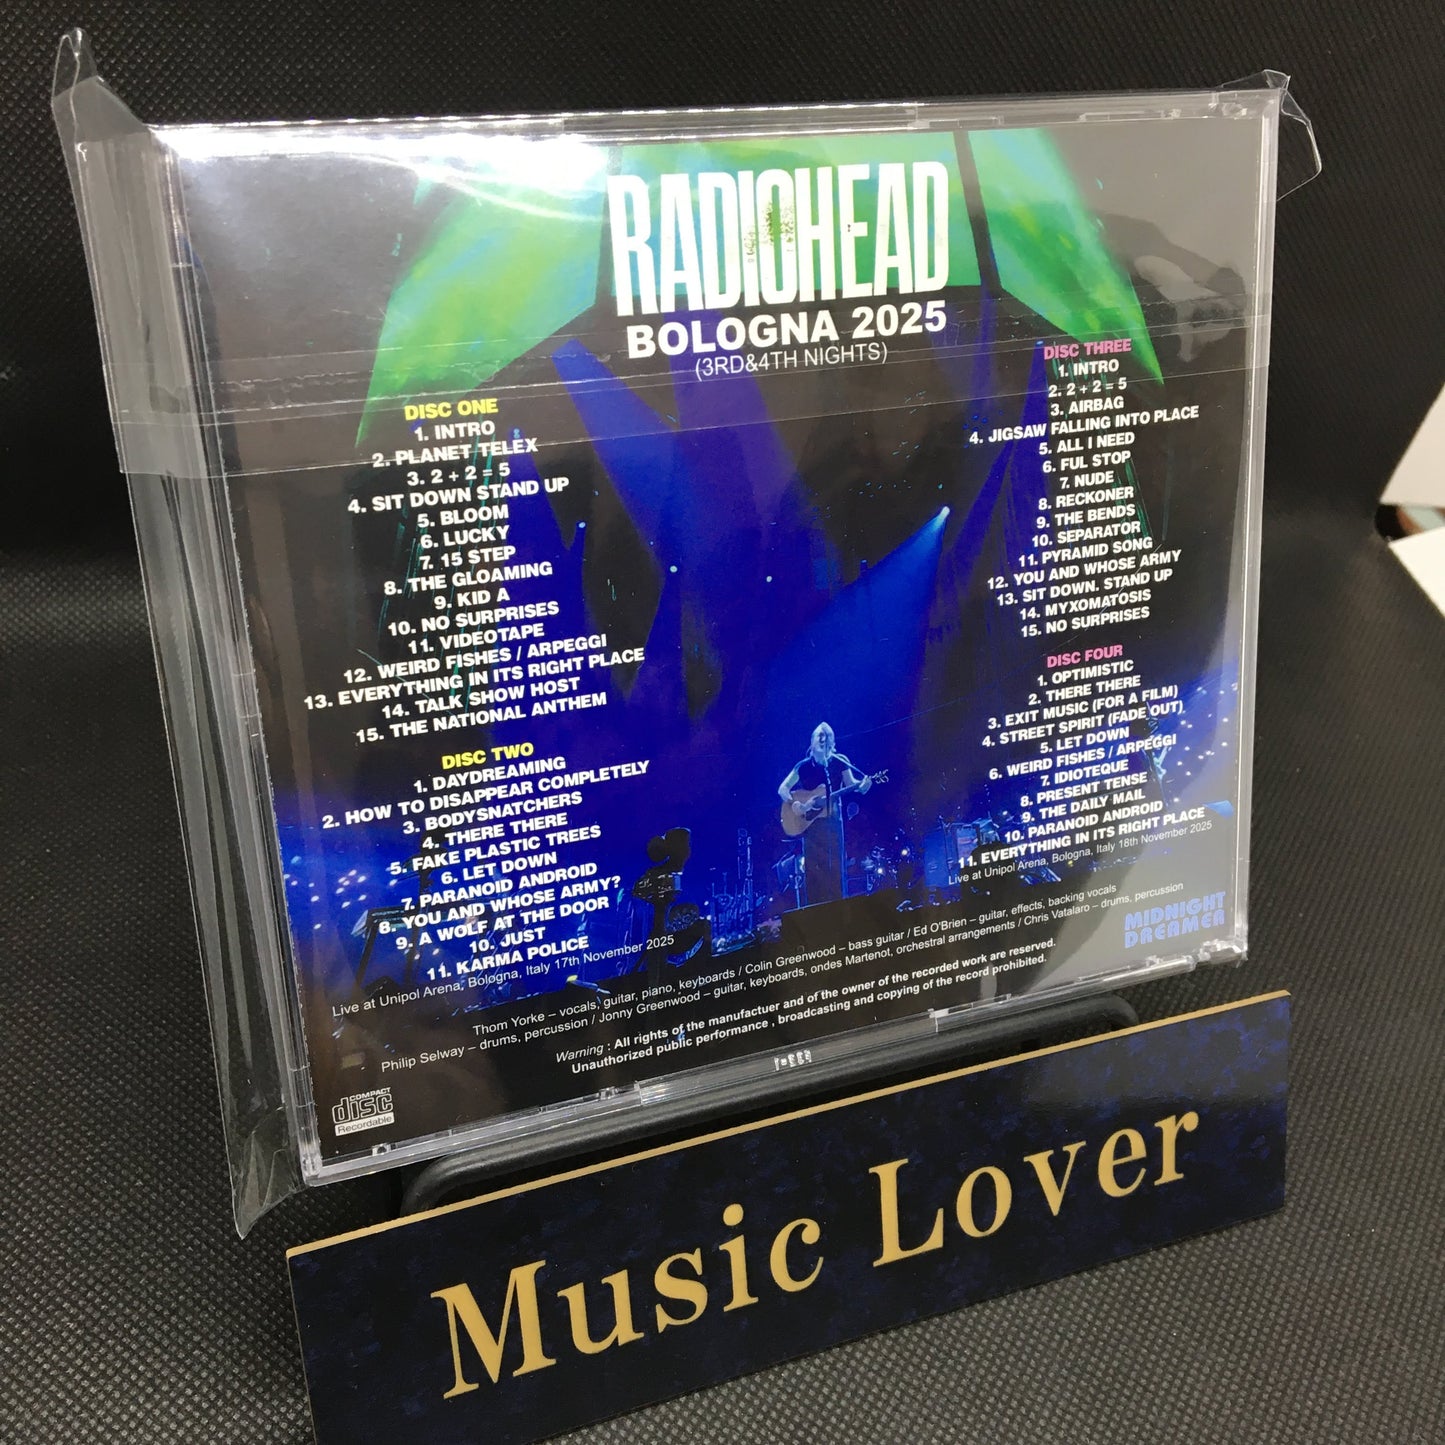 RADIOHEAD
BOLOGNA 2025
(3RD&4TH NIGHTS)
DISC ONE
1. INTRO
2. PLANET TELEX
3. 2 + 2 = 5
4. SIT DOWN STAND UP
5. BLOOM
6. LUCKY
7. 15 STEP
8. THE GLOAMING
9. KID A
10. NO SURPRISES
11. VIDEOTAPE
12. WEIRD FISHES / ARPEGGI
13. EVERYTHING IN ITS RIGHT PLACE
14. TALK SHOW HOST
15. THE NATIONAL ANTHEM
DISC TWO
1. DAYDREAMING
2. HOW TO DISAPPEAR COMPLETELY
3. BODYSNATCHERS
4. THERE THERE
5. FAKE PLASTIC TREES
6. LET DOWN
7. PARANOID ANDROID
8. YOU AND WHOSE ARMY?
9. A WOLF AT THE DOOR
10. JUST
11. KARMA POLICE
Live at Unipol Arena, Bologna, Italy 17th November 2025
DISC THREE
1. INTRO
2. 2 + 2 = 5
3. AIRBAG
4. JIGSAW FALLING INTO PLACE
5. ALL I NEED
6. FUL STOP
7. NUDE
8. RECKONER
9. THE BENDS
10. SEPARATOR
11. PYRAMID SONG
12. YOU AND WHOSE ARMY
13. SIT DOWN. STAND UP
14. MYXOMATOSIS
15. NO SURPRISES
DISC FOUR
1. OPTIMISTIC
2. THERE THERE
3. EXIT MUSIC (FOR A FILM)
4. STREET SPIRIT (FADE OUT)
5. LET DOWN
6. WEIRD FISHES / ARPEGGI
7. IDIOTEQUE
8. PRESENT TENSE
9. THE DAILY MAIL
10. PARANOID ANDROID
11. EVERYTHING IN ITS RIGHT PLACE
Live at Unipol Arena, Bologna, Italy 18th November 2025
Thom Yorke – vocals, guitar, piano, keyboards / Colin Greenwood – bass guitar / Ed O'Brien – guitar, effects, backing vocals
Philip Selway – drums, percussion / Jonny Greenwood – guitar, keyboards, ondes Martenot, orchestral arrangements / Chris Vatalaro – drums, percussion
Warning : All rights of the manufactuer and of the owner of the recorded work are reserved.
Unauthorized public performance , broadcasting and copying of the record prohibited.
MIDNIGHT
DREAMER
COMPACT
disc
Recordable
Music Lover